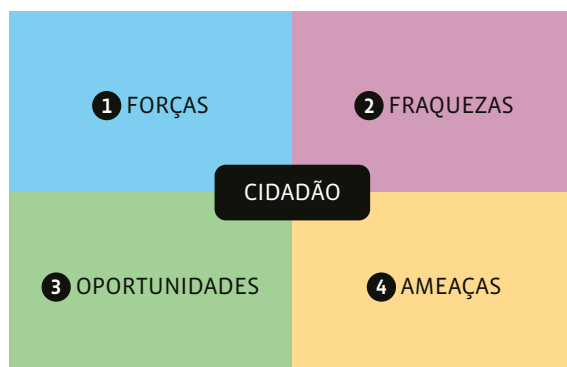 1 FORÇAS
2 FRAQUEZAS
CIDADÃO
3 OPORTUNIDADES
4 AMEAÇAS